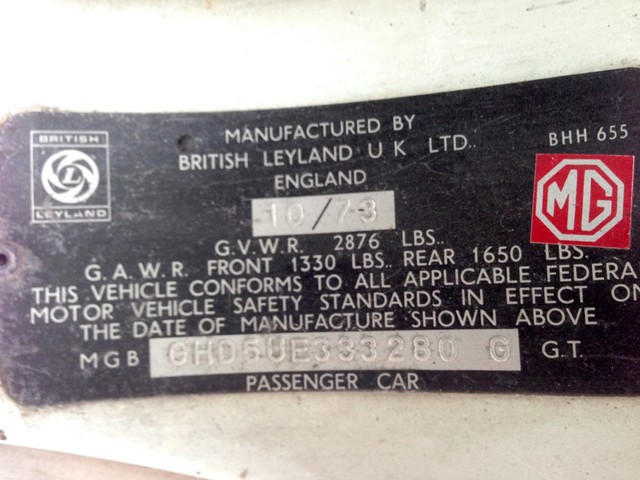 BRITISH
LEYLAND
MANUFACTURED BY
BRITISH LEYLAND U K LTD..
ENGLAND
BHH 655
MG
10/73
G.V.W.R. 2876 LBS..
G.A.W.R. FRONT 1330 LBS.. REAR 1650 LBS.
THIS VEHICLE CONFORMS TO ALL APPLICABLE FEDERA
MOTOR VEHICLE SAFETY STANDARDS IN EFFECT ON
THE DATE OF MANUFACTURE SHOWN ABOVE
MGB GHD5UE333280 G G.T.
PASSENGER CAR